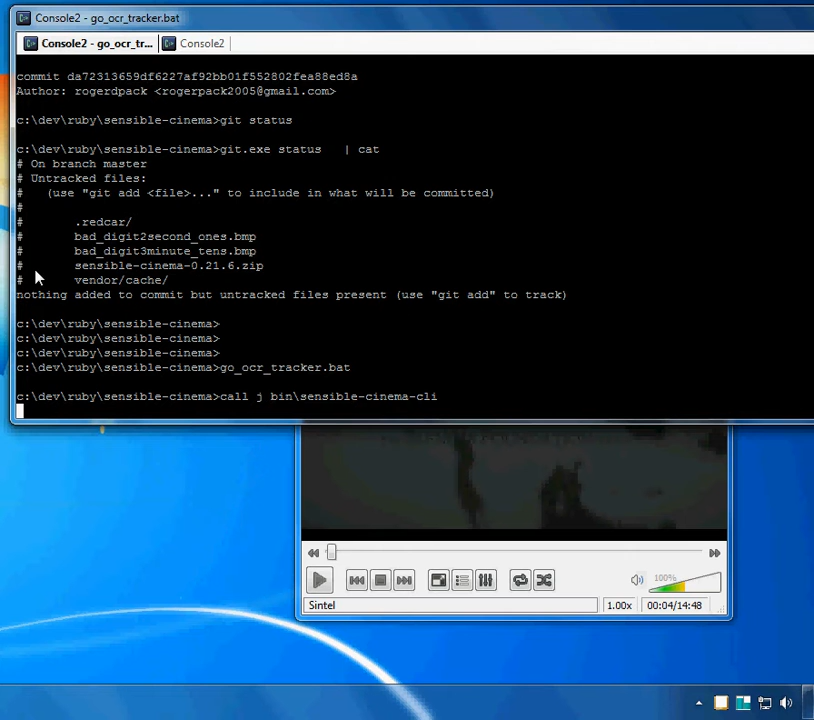 Console2 - go_ocr_tracker.bat
Console2 - go_ocr_tr...
Console2
commit da72313659df6227af92bb01f552802fea88ed8a
Author: rogerdpack <rogerpack2005@gmail.com>
c:\dev\ruby\sensible-cinema>git status
c:\dev\ruby\sensible-cinema>git.exe status   | cat
# On branch master
# Untracked files:
#   (use "git add <file>..." to include in what will be committed)
#
#       .redcar/
#       bad_digit2second_ones.bmp
#       bad_digit3minute_tens.bmp
#       sensible-cinema-0.21.6.zip
#       vendor/cache/
nothing added to commit but untracked files present (use "git add" to track)
c:\dev\ruby\sensible-cinema>
c:\dev\ruby\sensible-cinema>
c:\dev\ruby\sensible-cinema>
c:\dev\ruby\sensible-cinema>go_ocr_tracker.bat
c:\dev\ruby\sensible-cinema>call j bin\sensible-cinema-cli
100%
Sintel
1.00x
00:04/14:48